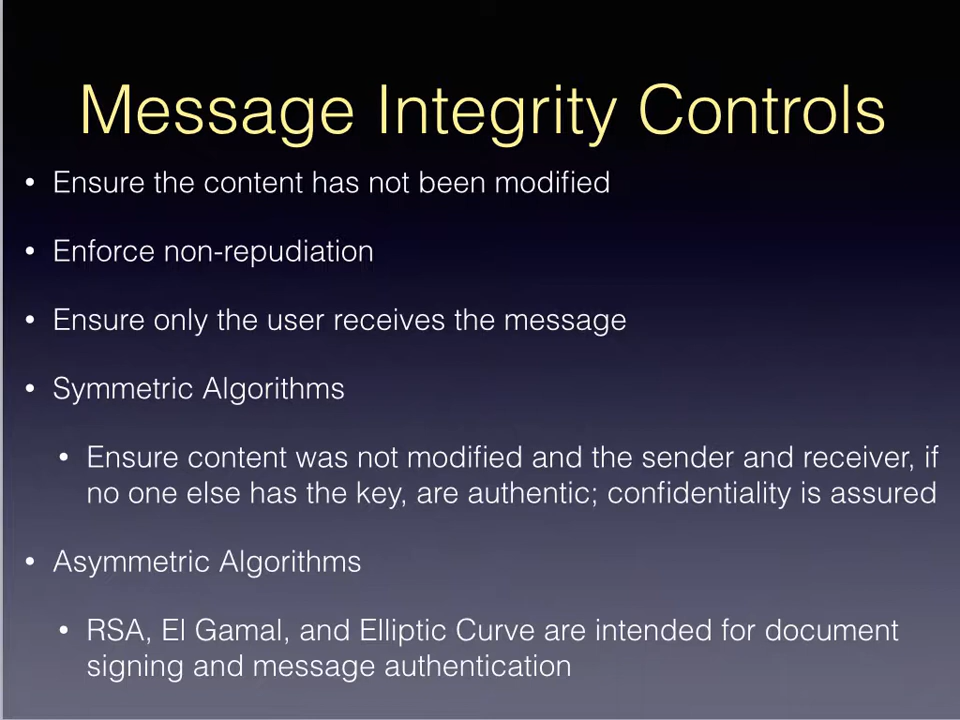 Message Integrity Controls
• Ensure the content has not been modified
• Enforce non-repudiation
• Ensure only the user receives the message
• Symmetric Algorithms
• Ensure content was not modified and the sender and receiver, if
no one else has the key, are authentic; confidentiality is assured
• Asymmetric Algorithms
• RSA, El Gamal, and Elliptic Curve are intended for document
signing and message authentication